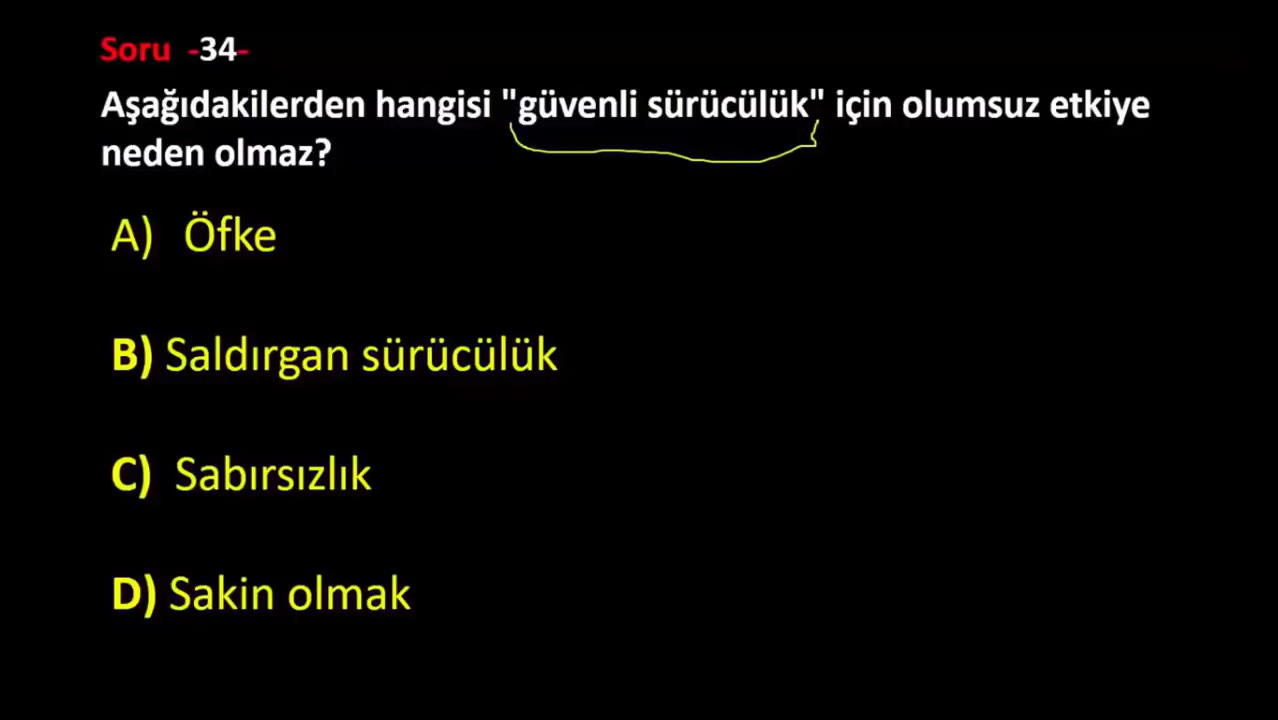 Soru -34-
Aşağıdakilerden hangisi "güvenli sürücülük" için olumsuz etkiye
neden olmaz?
A) Öfke
B) Saldırgan sürücülük
C) Sabırsızlık
D) Sakin olmak